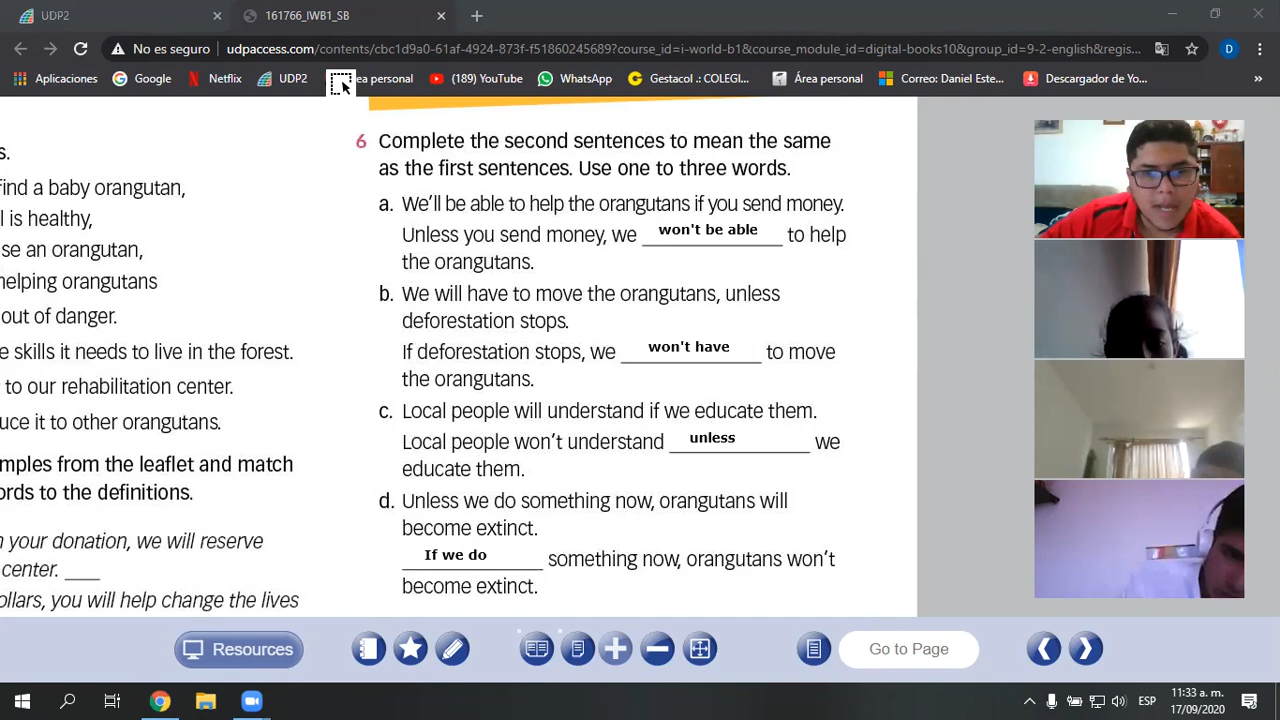 UDP2
161766_IWB1_SB
No es seguro
udpaccess.com/contents/cbc1d9a0-61af-4924-873f-f51860245689?course_id=i-world-b1&course_module_id=digital-books10&group_id=9-2-english&regis...
D
Aplicaciones
Google
Netflix
UDP2
ea personal
(189) YouTube
WhatsApp
Gestacol .: COLEGI...
Área personal
Correo: Daniel Este...
Descargador de Yo...
s.
find a baby orangutan,
l is healthy,
se an orangutan,
helping orangutans
out of danger.
e skills it needs to live in the forest.
to our rehabilitation center.
uce it to other orangutans.
mples from the leaflet and match
ords to the definitions.
n your donation, we will reserve
center. ____
ollars, you will help change the lives
6 Complete the second sentences to mean the same
as the first sentences. Use one to three words.
a. We'll be able to help the orangutans if you send money.
Unless you send money, we won't be able to help
the orangutans.
b. We will have to move the orangutans, unless
deforestation stops.
If deforestation stops, we won't have to move
the orangutans.
c. Local people will understand if we educate them.
Local people won't understand unless we
educate them.
d. Unless we do something now, orangutans will
become extinct.
If we do something now, orangutans won't
become extinct.
Resources
Go to Page
ESP
11:33 a. m.
17/09/2020